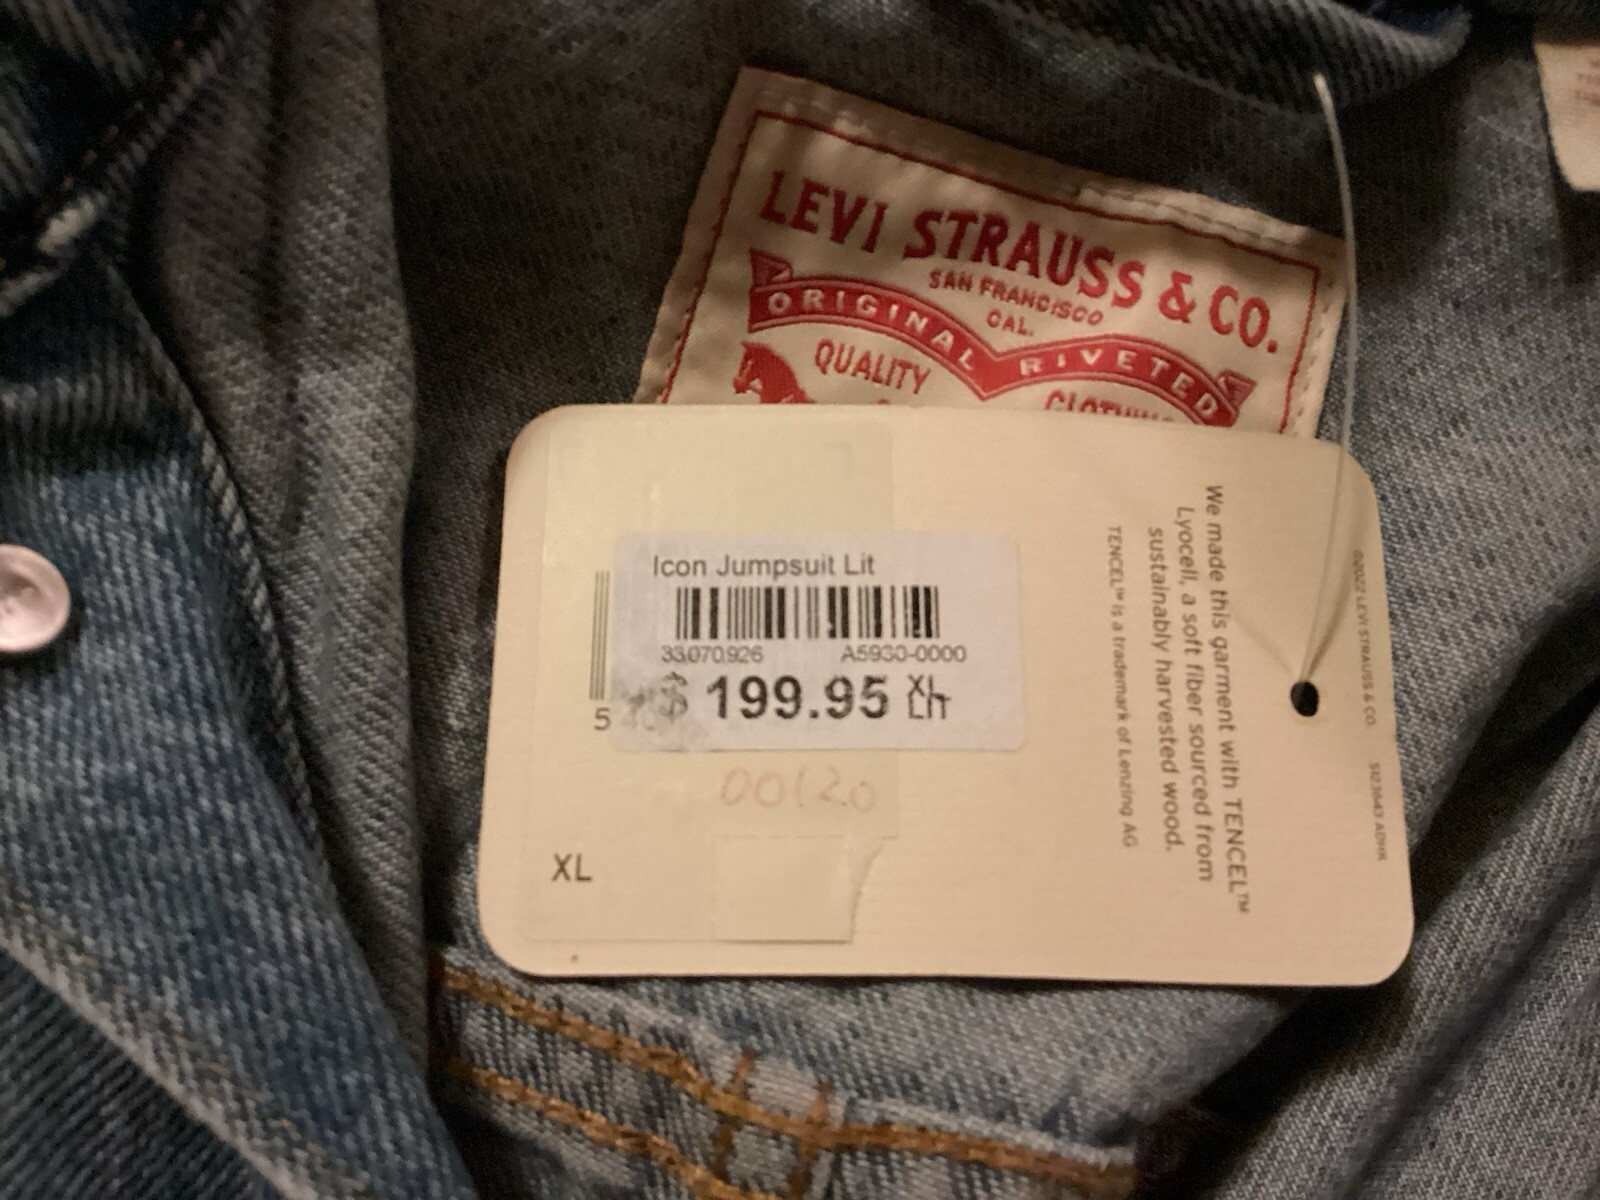 LEVI STRAUSS & CO.
SAN FRANCISCO
CAL.
ORIGINAL RIVETED
QUALITY
CLOTHING
Icon Jumpsuit Lit
33070926 A5930-0000
$ 199.95 XL
5
00120
XL
We made this garment with TENCEL™
Lyocell, a soft fiber sourced from
sustainably harvested wood.
TENCEL™ is a trademark of Lenzing AG
©2022 LEVI STRAUSS & CO.